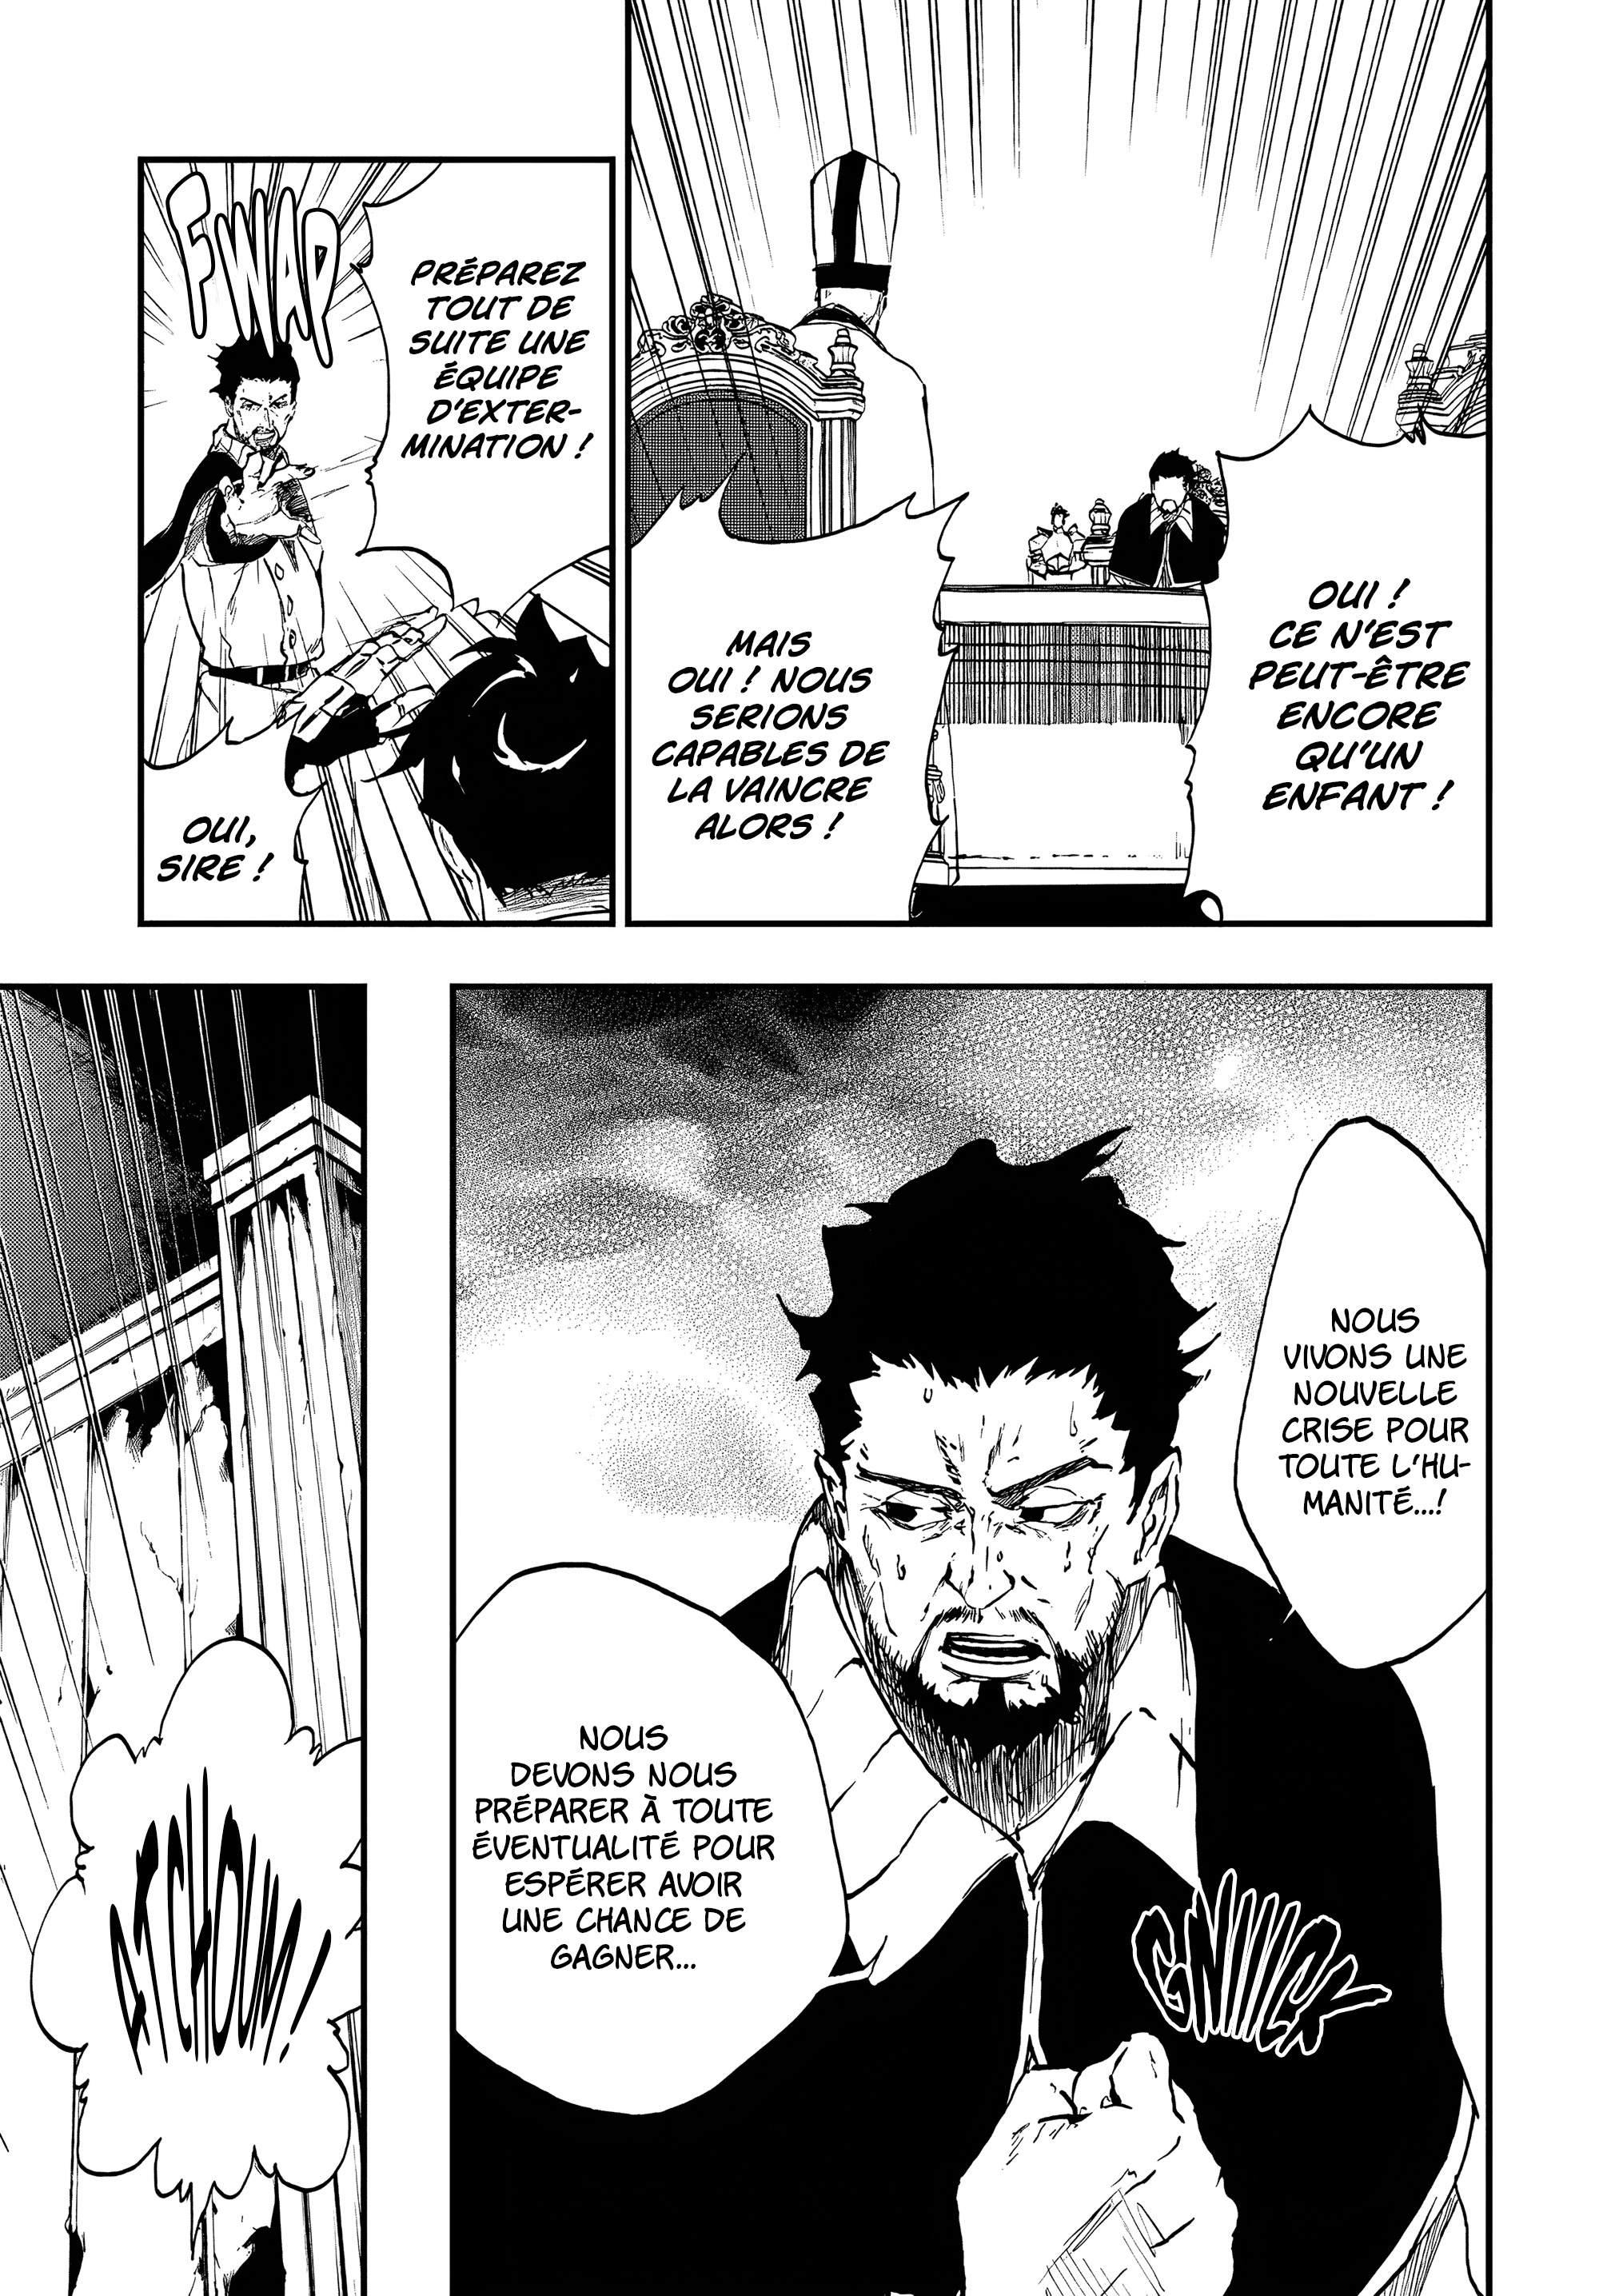 OUI !
CE N'EST
PEUT-ÊTRE
ENCORE
QU'UN
ENFANT !
MAIS
OUI ! NOUS
SERIONS
CAPABLES DE
LA VAINCRE
ALORS !
PRÉPAREZ
TOUT DE
SUITE UNE
ÉQUIPE
D'EXTER-
MINATION !
FWAP
OUI,
SIRE !
NOUS
VIVONS UNE
NOUVELLE
CRISE POUR
TOUTE L'HU-
MANITÉ...!
NOUS
DEVONS NOUS
PRÉPARER À TOUTE
ÉVENTUALITÉ POUR
ESPÉRER AVOIR
UNE CHANCE DE
GAGNER...
GNIIICK
ATCHOUM!